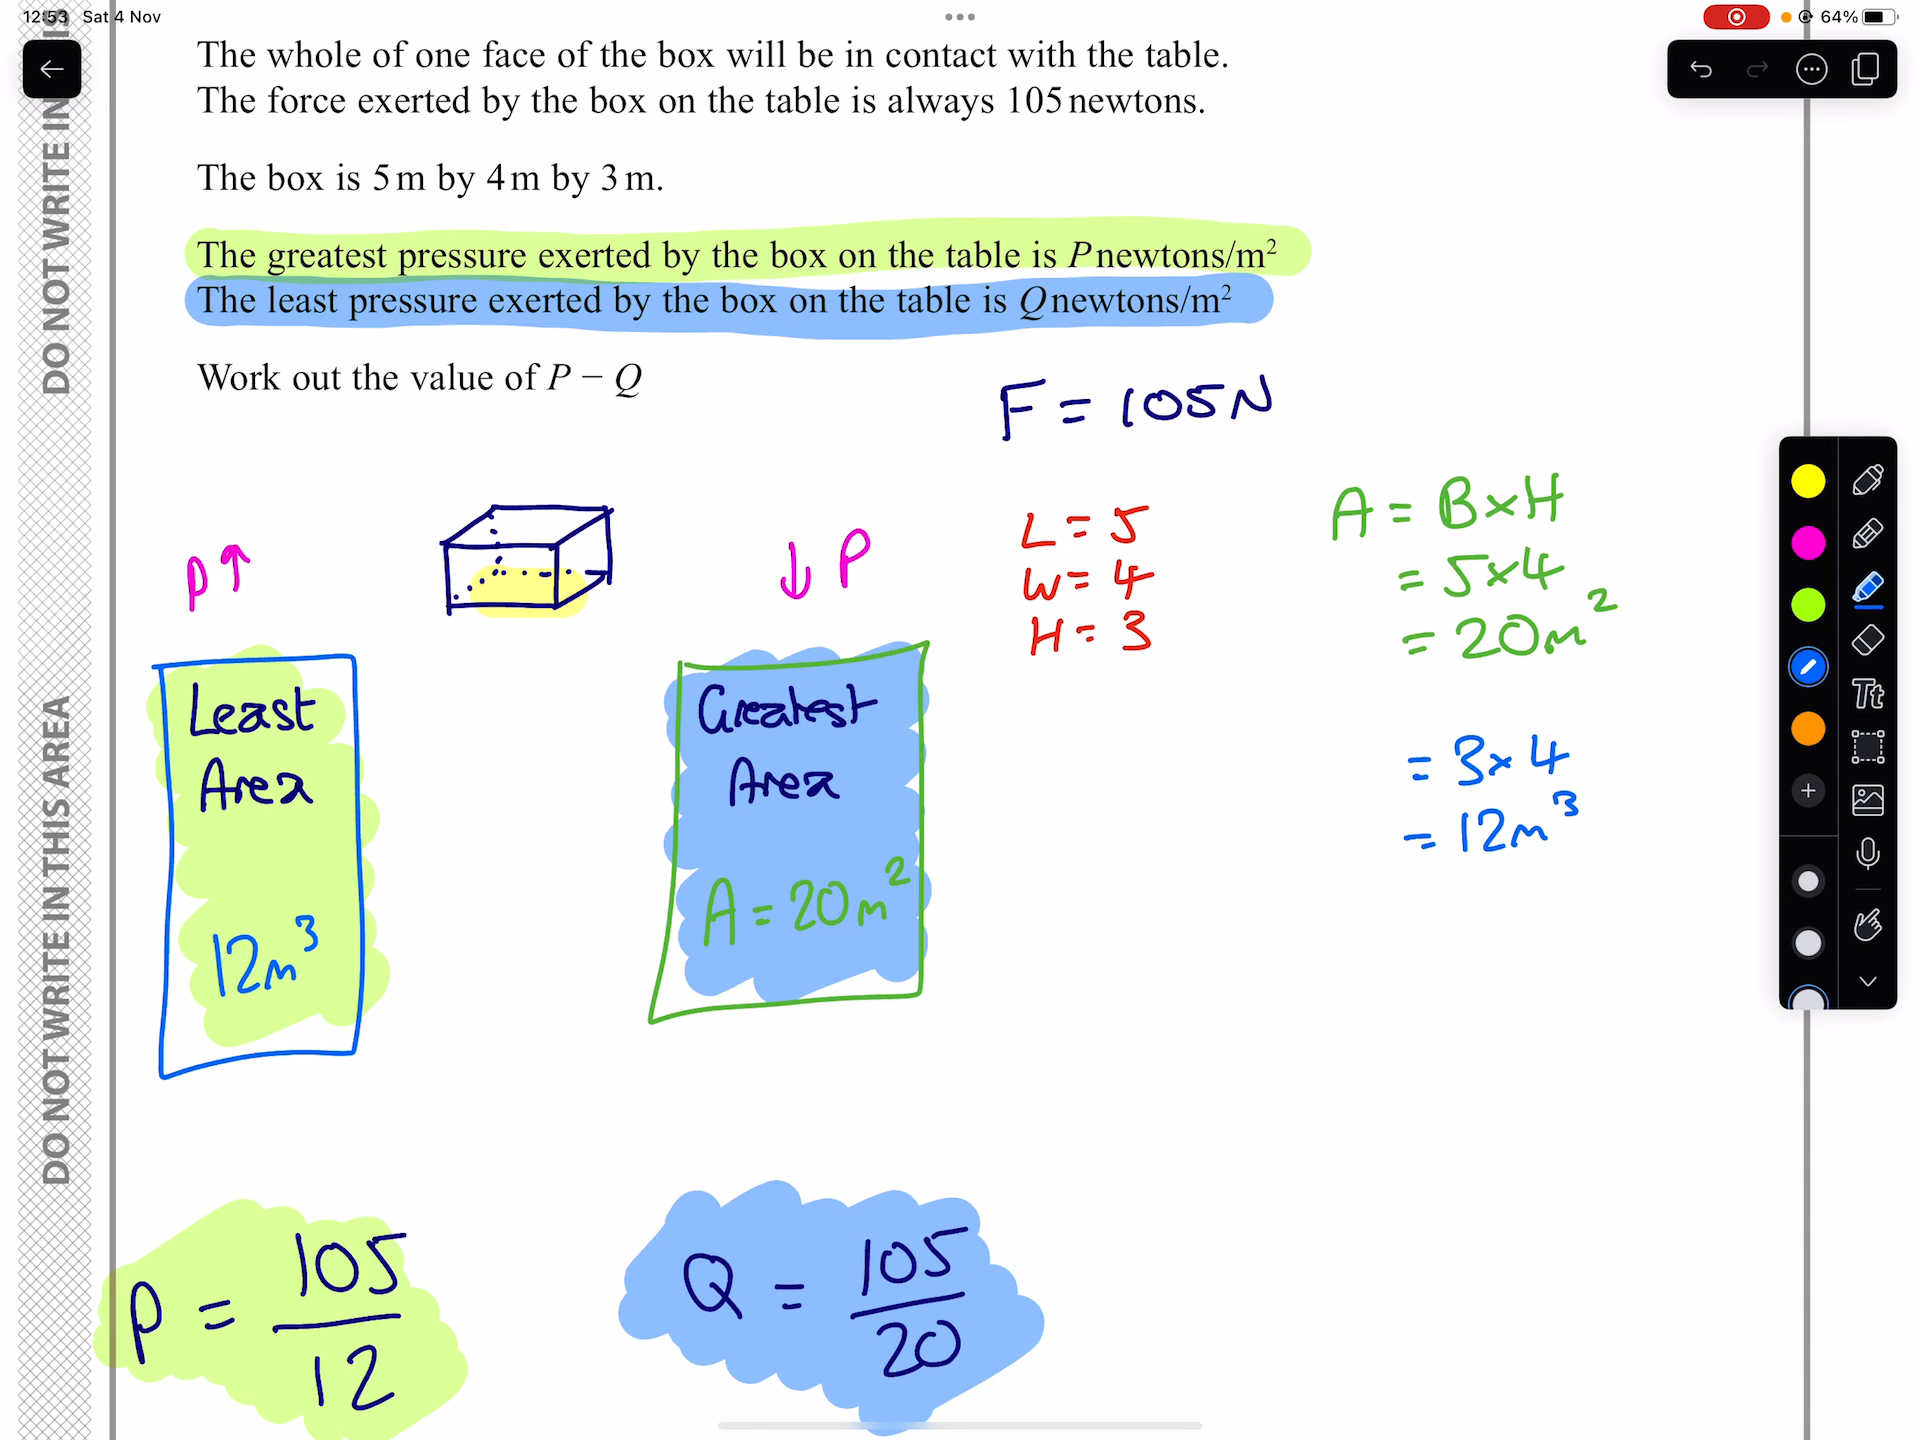 12:53 Sat 4 Nov
64%
The whole of one face of the box will be in contact with the table.
The force exerted by the box on the table is always 105 newtons.
The box is 5 m by 4 m by 3 m.
The greatest pressure exerted by the box on the table is P newtons/m²
The least pressure exerted by the box on the table is Q newtons/m²
Work out the value of P – Q
F = 105N
P↑
↓ P
L = 5
W = 4
H = 3
A = B×H
= 5×4
= 20m²
= 3×4
= 12m³
Least
Area
12m³
Greatest
Area
A = 20m²
P = 105/12
Q = 105/20
DO NOT WRITE IN THIS AREA
DO NOT WRITE IN THIS
Tt